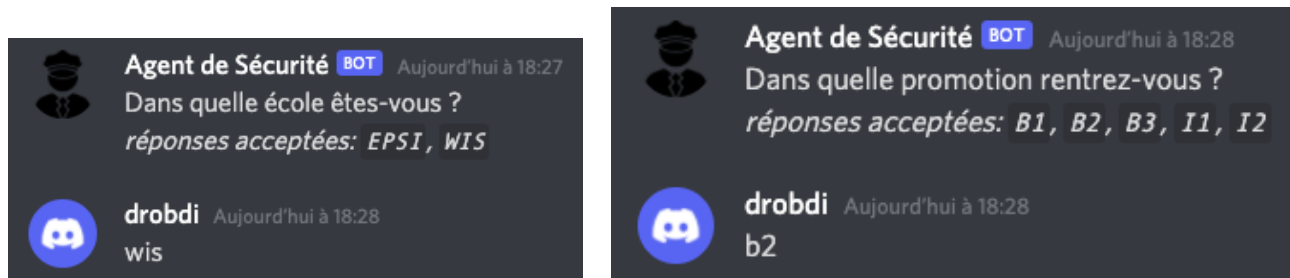 Agent de Sécurité BOT Aujourd'hui à 18:27
Dans quelle école êtes-vous ?
réponses acceptées: EPSI, WIS
drobdi Aujourd'hui à 18:28
wis
Agent de Sécurité BOT Aujourd'hui à 18:28
Dans quelle promotion rentrez-vous ?
réponses acceptées: B1, B2, B3, I1, I2
drobdi Aujourd'hui à 18:28
b2